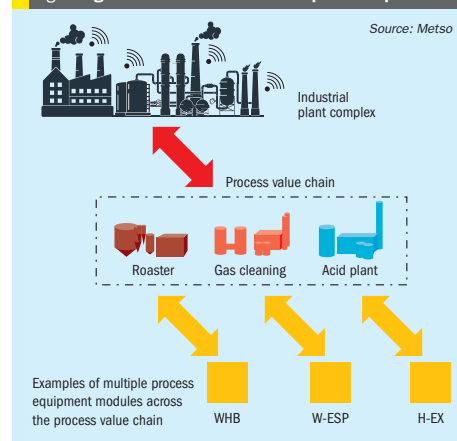 Source: Metso
Industrial
plant complex
Process value chain
Roaster Gas cleaning Acid plant
Examples of multiple process
equipment modules across
the process value chain
WHB W-ESP H-EX